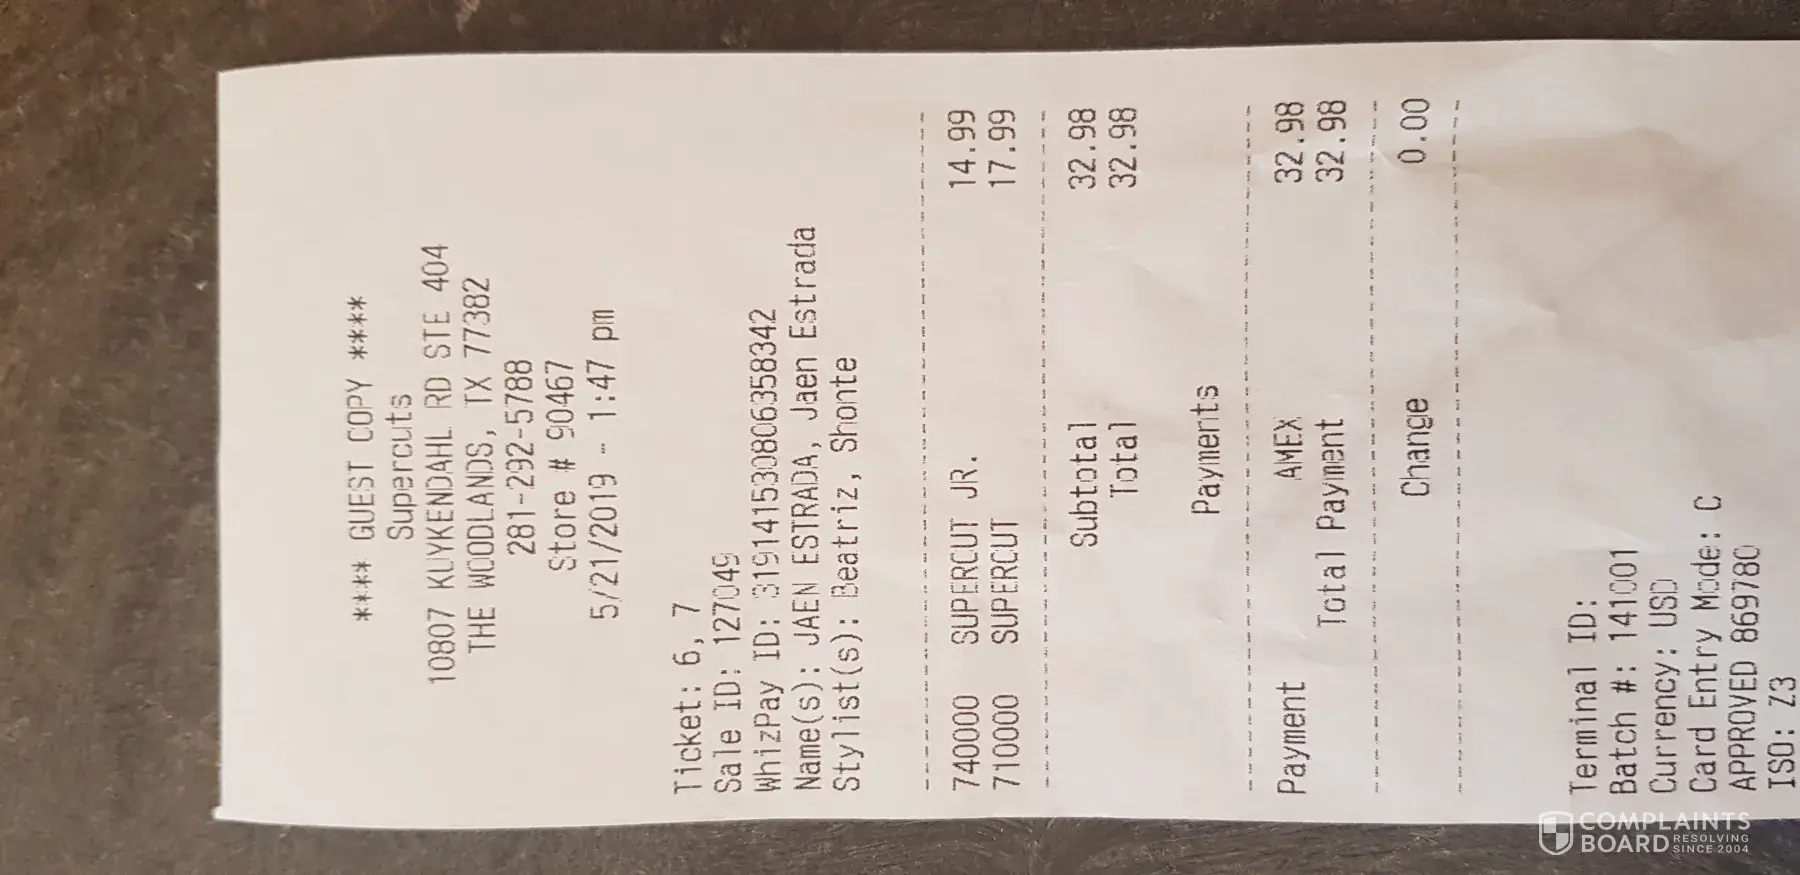 **** GUEST COPY ****
Supercuts
10807 KUYKENDAHL RD STE 404
THE WOODLANDS, TX 77382
281-292-5788
Store # 90467
5/21/2019 - 1:47 pm
Ticket: 6, 7
Sale ID: 127049
WhizPay ID: 319141530806358342
Name(s): JAEN ESTRADA, Jaen Estrada
Stylist(s): Beatriz, Shonte
740000 SUPERCUT JR. 14.99
710000 SUPERCUT 17.99
Subtotal 32.98
Total 32.98
Payments
Payment AMEX 32.98
Total Payment 32.98
Change 0.00
Terminal ID:
Batch #: 141001
Currency: USD
Card Entry Mode: C
APPROVED 869780
ISO: Z3
COMPLAINTS
BOARD RESOLVING
SINCE 2004